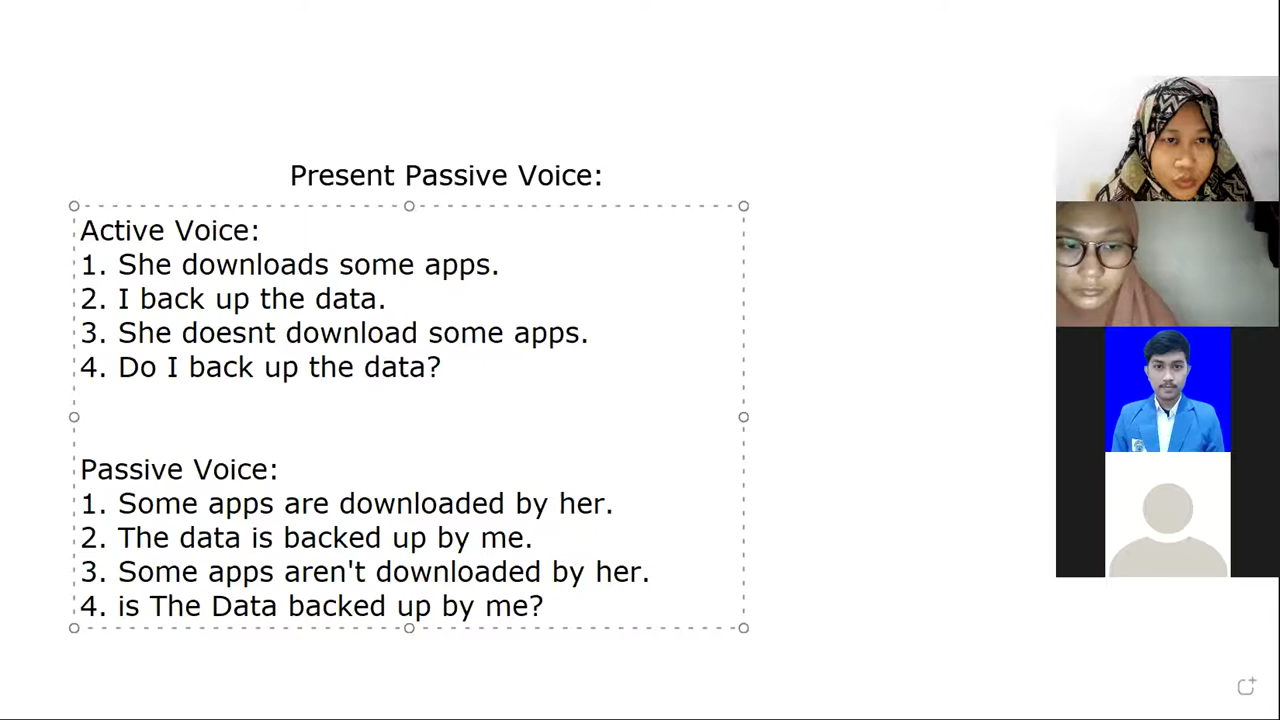 Present Passive Voice:
Active Voice:
1. She downloads some apps.
2. I back up the data.
3. She doesnt download some apps.
4. Do I back up the data?
Passive Voice:
1. Some apps are downloaded by her.
2. The data is backed up by me.
3. Some apps aren't downloaded by her.
4. is The Data backed up by me?